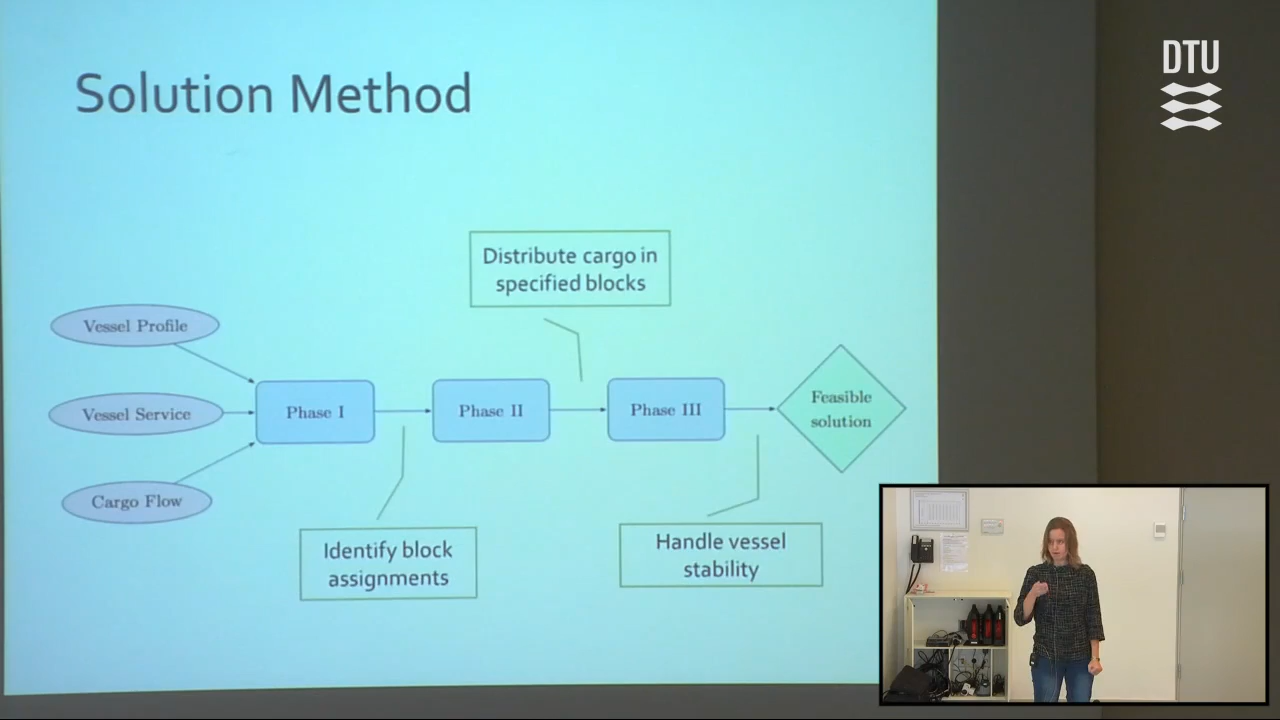 DTU
Solution Method
Distribute cargo in
specified blocks
Vessel Profile
Vessel Service
Cargo Flow
Phase I
Phase II
Phase III
Feasible
solution
Identify block
assignments
Handle vessel
stability